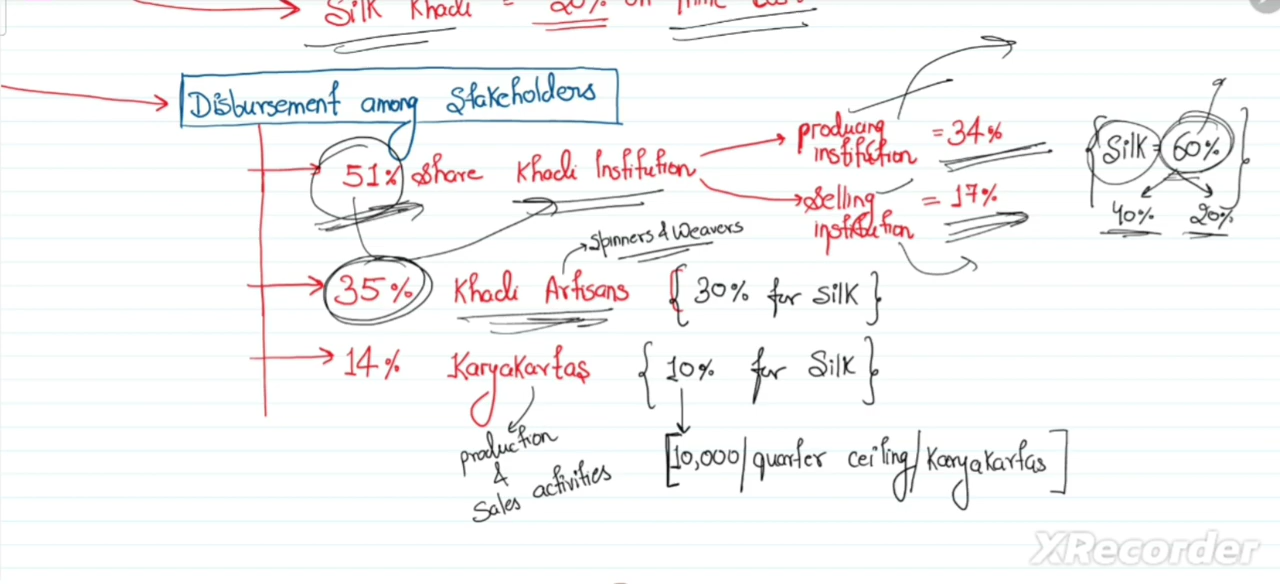 Silk Khadi = 20% on
Disbursement among Stakeholders
51% Share Khadi Institution
producing institution = 34%
Selling institution = 17%
{Silk = 60%}
40% 20%
Spinners & Weavers
35% Khadi Artisans {30% for Silk}
14% Karyakartas {10% for Silk}
production
&
Sales activities
[10,000/quarter ceiling/Karyakartas]
XRecorder